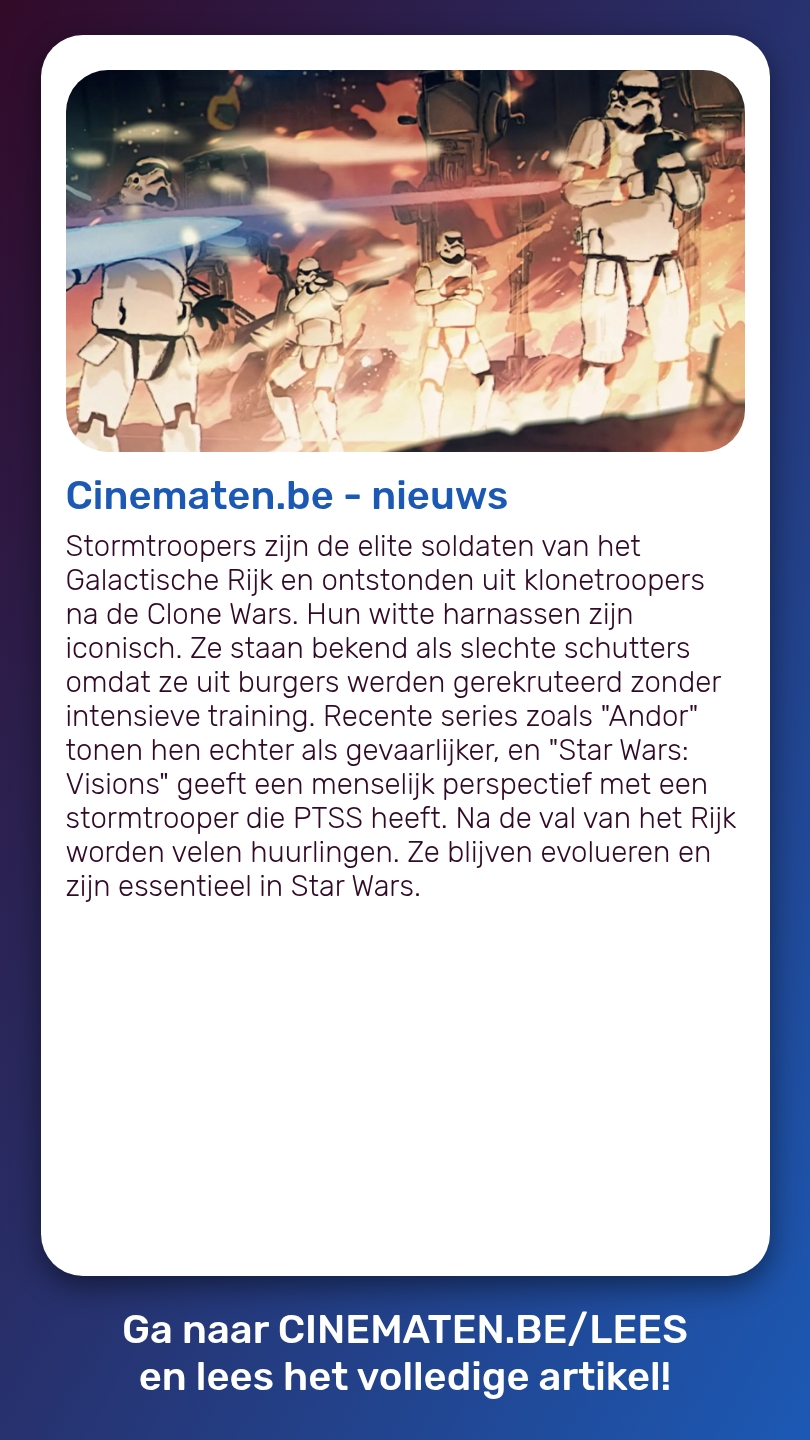 Cinematen.be - nieuws
Stormtroopers zijn de elite soldaten van het
Galactische Rijk en ontstonden uit klonetroopers
na de Clone Wars. Hun witte harnassen zijn
iconisch. Ze staan bekend als slechte schutters
omdat ze uit burgers werden gerekruteerd zonder
intensieve training. Recente series zoals "Andor"
tonen hen echter als gevaarlijker, en "Star Wars:
Visions" geeft een menselijk perspectief met een
stormtrooper die PTSS heeft. Na de val van het Rijk
worden velen huurlingen. Ze blijven evolueren en
zijn essentieel in Star Wars.
Ga naar CINEMATEN.BE/LEES
en lees het volledige artikel!